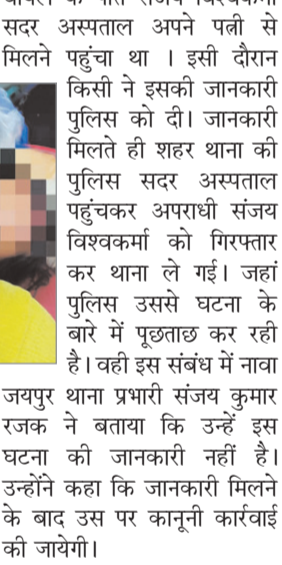 सदर अस्पताल अपने पत्नी से
मिलने पहुंचा था । इसी दौरान
किसी ने इसकी जानकारी
पुलिस को दी। जानकारी
मिलते ही शहर थाना की
पुलिस सदर अस्पताल
पहुंचकर अपराधी संजय
विश्वकर्मा को गिरफ्तार
कर थाना ले गई। जहां
पुलिस उससे घटना के
बारे में पूछताछ कर रही
है। वही इस संबंध में नावा
जयपुर थाना प्रभारी संजय कुमार
रजक ने बताया कि उन्हें इस
घटना की जानकारी नहीं है।
उन्होंने कहा कि जानकारी मिलने
के बाद उस पर कानूनी कार्रवाई
की जायेगी।